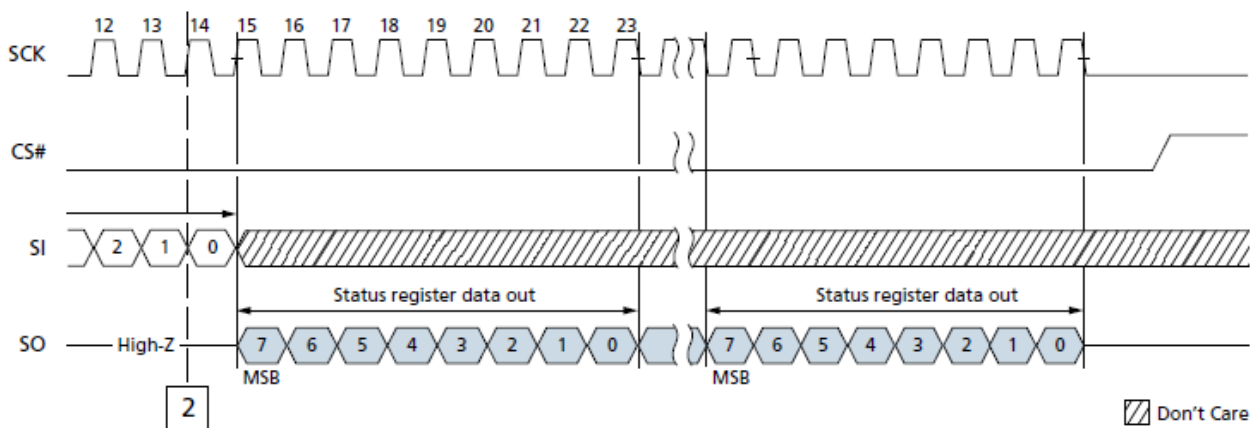 12 13 14 15 16 17 18 19 20 21 22 23
SCK
CS#
SI 2 1 0
Status register data out Status register data out
SO High-Z 7 6 5 4 3 2 1 0 7 6 5 4 3 2 1 0
MSB MSB
2
Don't Care